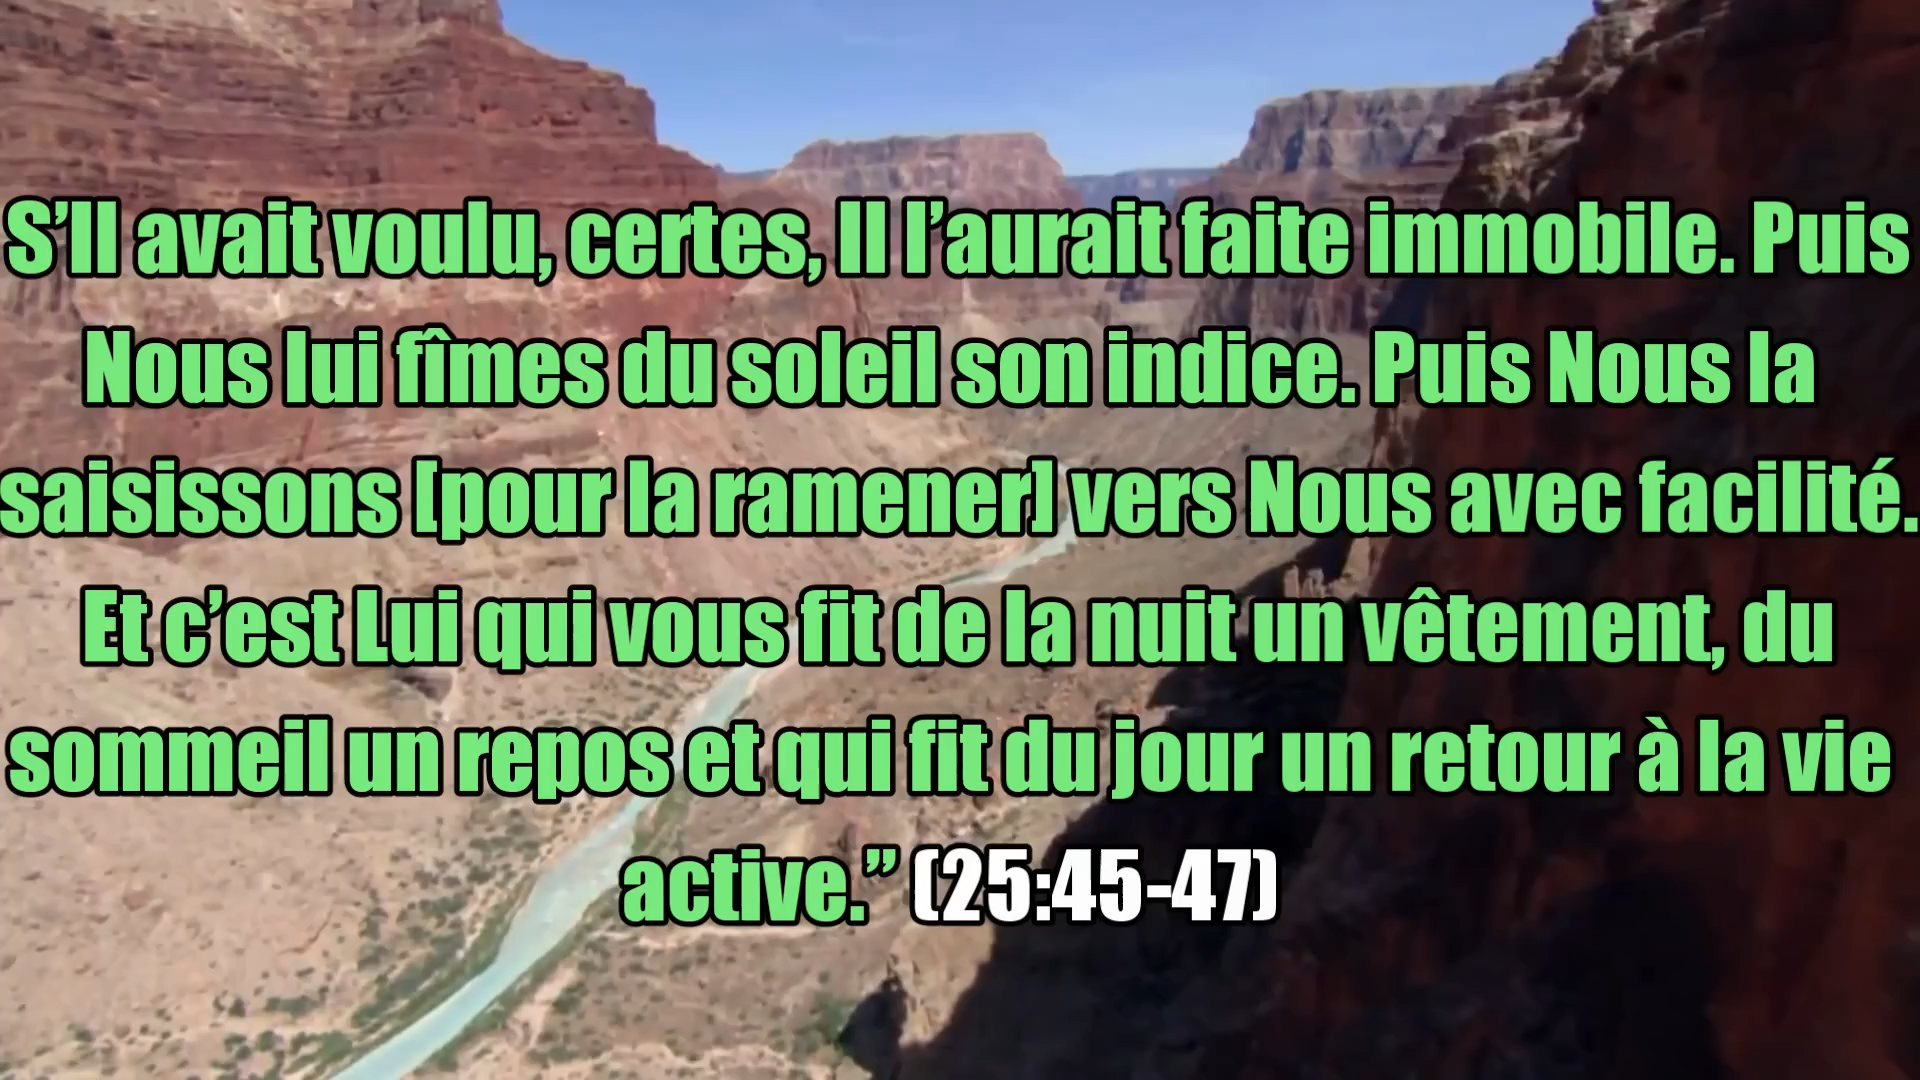 S’Il avait voulu, certes, Il l’aurait faite immobile. Puis
Nous lui fîmes du soleil son indice. Puis Nous la
saisissons [pour la ramener] vers Nous avec facilité.
Et c’est Lui qui vous fit de la nuit un vêtement, du
sommeil un repos et qui fit du jour un retour à la vie
active.” (25:45-47)